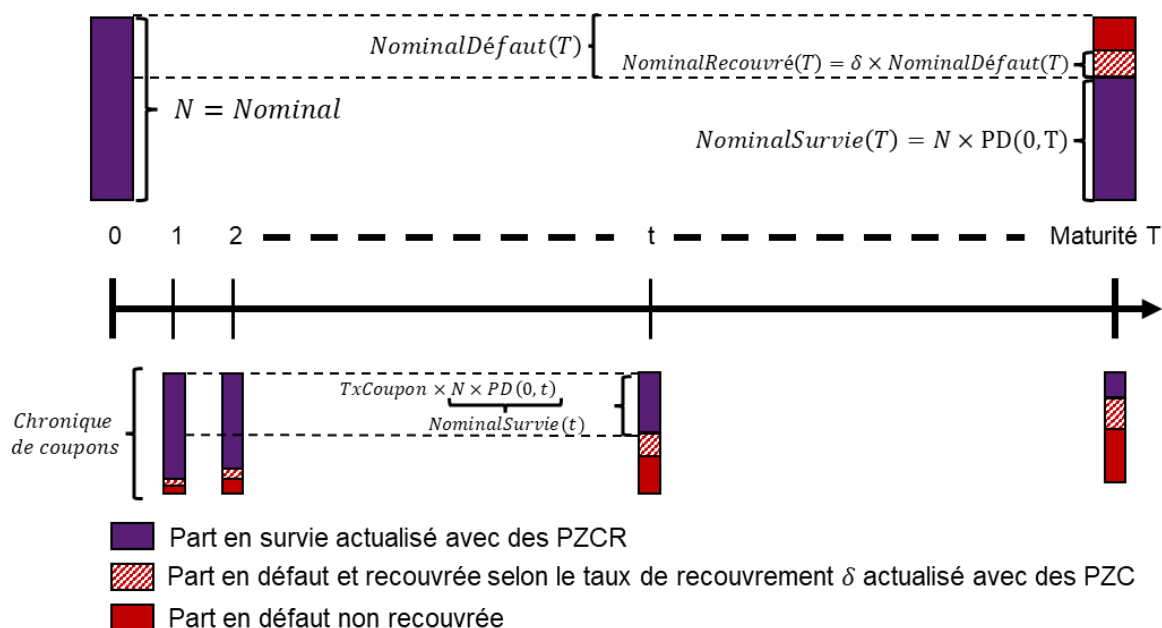 NominalDéfaut(T)
NominalRecouvré(T) = δ × NominalDéfaut(T)
N = Nominal
NominalSurvie(T) = N × PD(0,T)
0 1 2 t Maturité T
TxCoupon × N × PD(0,t)
NominalSurvie(t)
Chronique
de coupons
Part en survie actualisé avec des PZCR
Part en défaut et recouvrée selon le taux de recouvrement δ actualisé avec des PZC
Part en défaut non recouvrée